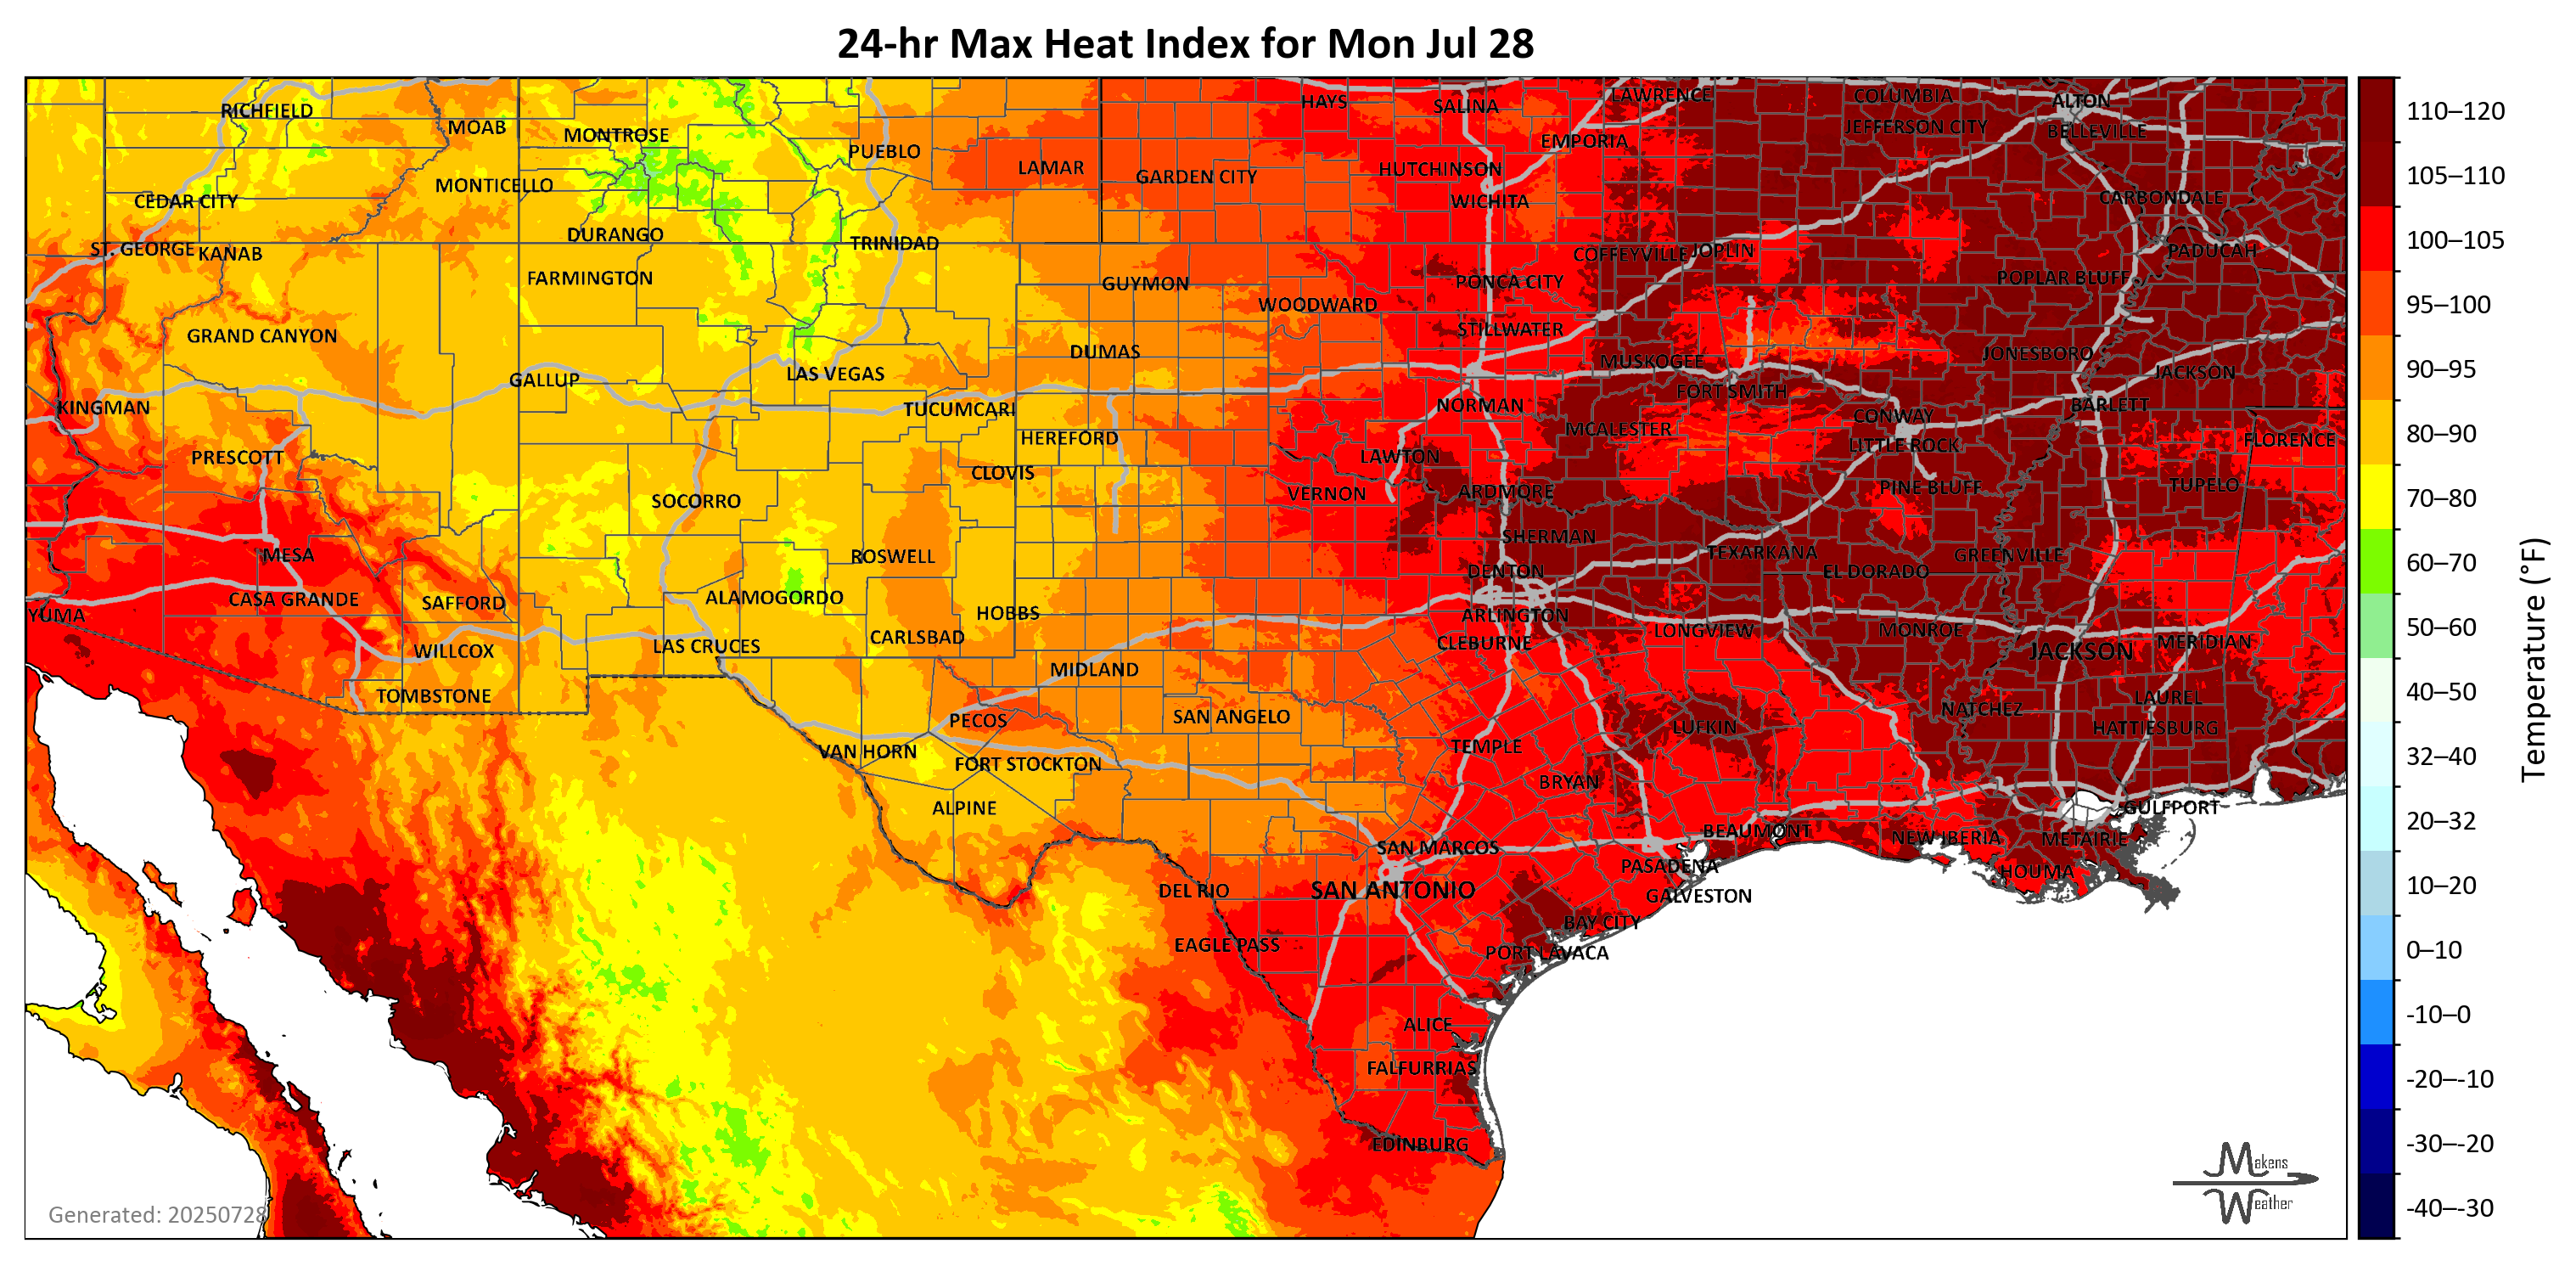 24-hr Max Heat Index for Mon Jul 28
RICHFIELD
MOAB
MONTROSE
PUEBLO
LAMAR
GARDEN CITY
HAYS
SALINA
LAWRENCE
EMPORIA
COLUMBIA
JEFFERSON CITY
ALTON
BELLEVILLE
CEDAR CITY
MONTICELLO
HUTCHINSON
WICHITA
CARBONDALE
ST. GEORGE
KANAB
DURANGO
TRINIDAD
COFFEYVILLE
JOPLIN
PADUCAH
FARMINGTON
GUYMON
PONCA CITY
POPLAR BLUFF
WOODWARD
GRAND CANYON
STILLWATER
DUMAS
MUSKOGEE
JONESBORO
GALLUP
LAS VEGAS
FORT SMITH
JACKSON
KINGMAN
TUCUMCARI
NORMAN
CONWAY
BARLETT
HEREFORD
MCALESTER
LITTLE ROCK
FLORENCE
PRESCOTT
CLOVIS
LAWTON
SOCORRO
VERNON
ARDMORE
PINE BLUFF
TUPELO
MESA
ROSWELL
SHERMAN
TEXARKANA
GREENVILLE
DENTON
EL DORADO
YUMA
CASA GRANDE
SAFFORD
ALAMOGORDO
HOBBS
ARLINGTON
WILLCOX
LAS CRUCES
CARLSBAD
CLEBURNE
LONGVIEW
MONROE
JACKSON
MERIDIAN
TOMBSTONE
MIDLAND
LAUREL
PECOS
SAN ANGELO
LUFKIN
NATCHEZ
HATTIESBURG
VAN HORN
FORT STOCKTON
TEMPLE
BRYAN
ALPINE
GULFPORT
SAN MARCOS
BEAUMONT
NEW IBERIA
METAIRIE
DEL RIO
SAN ANTONIO
PASADENA
HOUMA
GALVESTON
EAGLE PASS
BAY CITY
PORT LAVACA
ALICE
FALFURRIAS
EDINBURG
Generated: 20250728
Makens
Weather
110–120
105–110
100–105
95–100
90–95
80–90
70–80
60–70
50–60
40–50
32–40
20–32
10–20
0–10
-10–0
-20–-10
-30–-20
-40–-30
Temperature (°F)